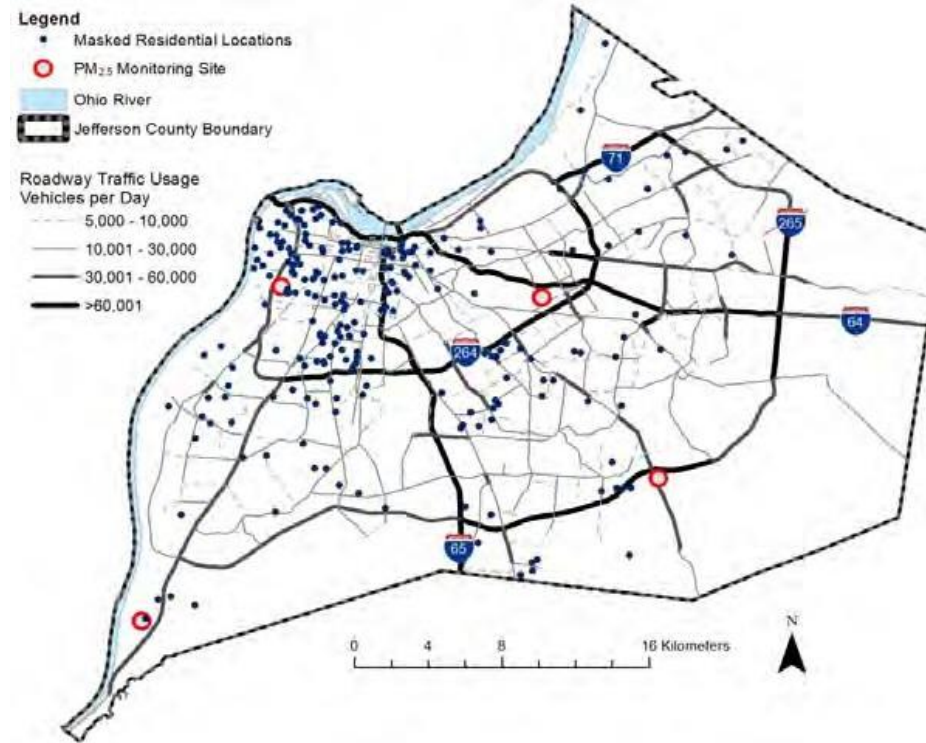 Legend
Masked Residential Locations
PM2.5 Monitoring Site
Ohio River
Jefferson County Boundary
Roadway Traffic Usage
Vehicles per Day
5,000 - 10,000
10,001 - 30,000
30,001 - 60,000
>60,001
71
265
64
264
65
N
0 4 8 16 Kilometers